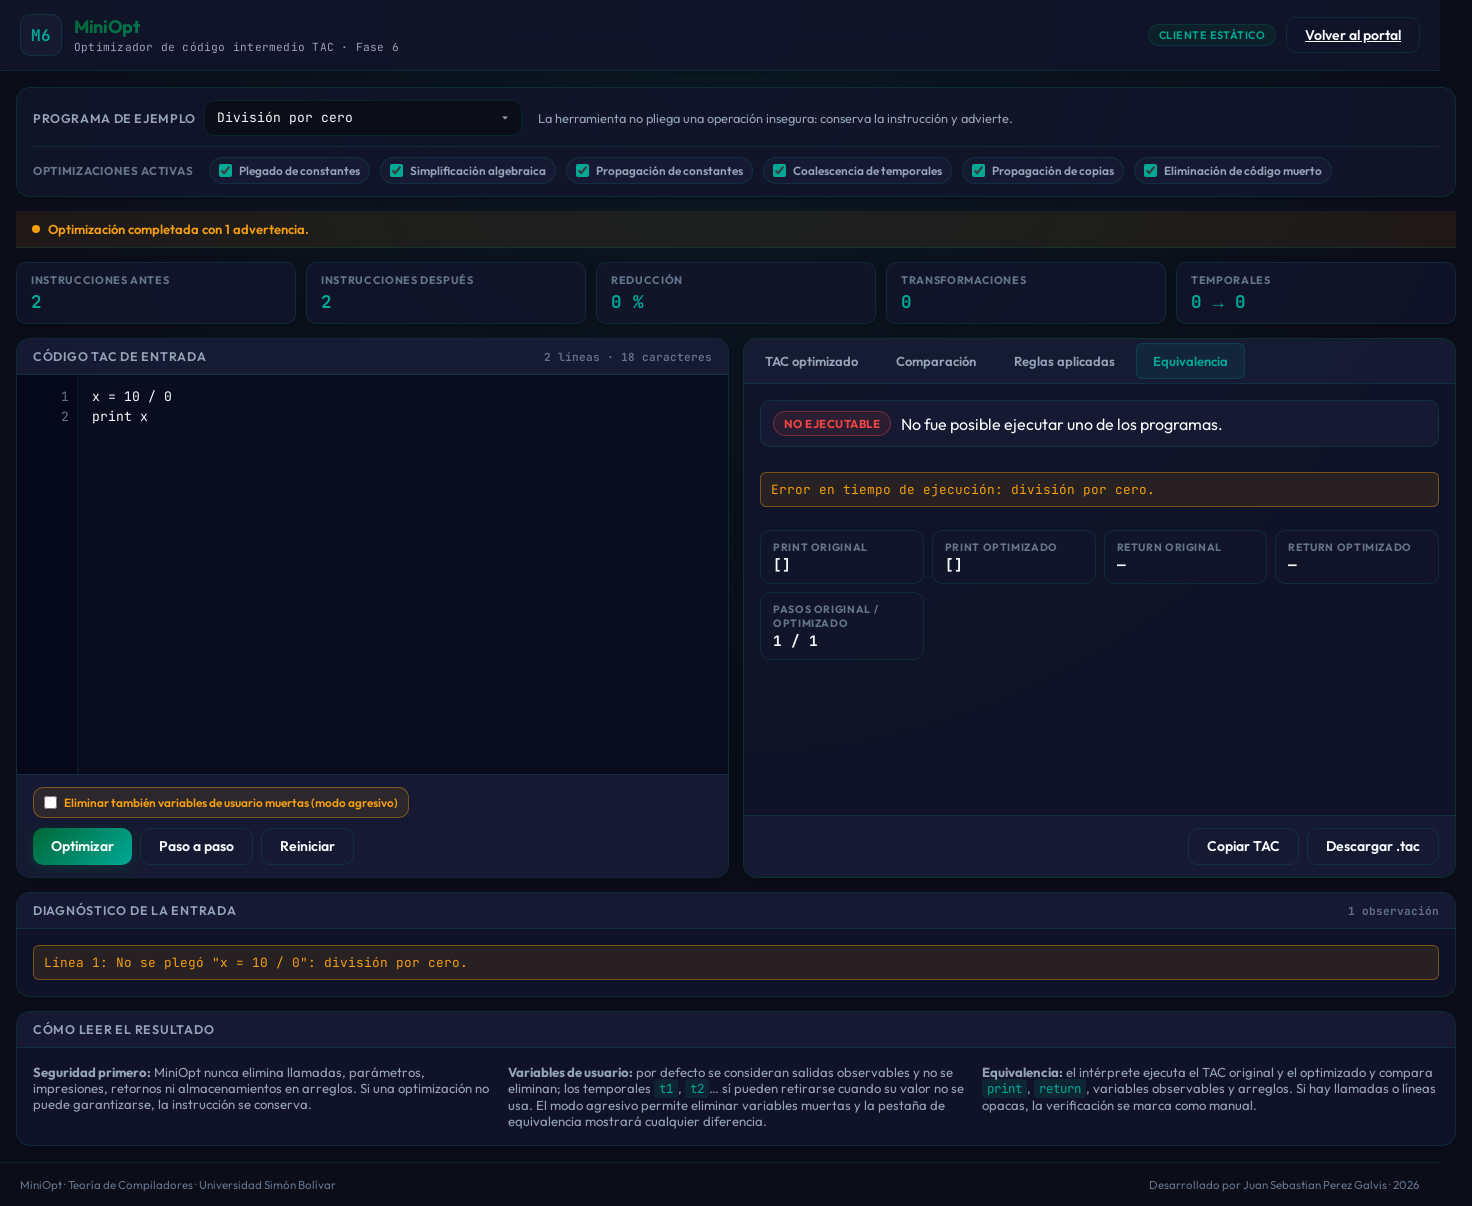 M6
MiniOpt
Optimizador de código intermedio TAC · Fase 6
CLIENTE ESTÁTICO
Volver al portal
PROGRAMA DE EJEMPLO
División por cero
La herramienta no pliega una operación insegura: conserva la instrucción y advierte.
OPTIMIZACIONES ACTIVAS
Plegado de constantes
Simplificación algebraica
Propagación de constantes
Coalescencia de temporales
Propagación de copias
Eliminación de código muerto
Optimización completada con 1 advertencia.
INSTRUCCIONES ANTES
2
INSTRUCCIONES DESPUÉS
2
REDUCCIÓN
0 %
TRANSFORMACIONES
0
TEMPORALES
0 → 0
CÓDIGO TAC DE ENTRADA
2 líneas · 18 caracteres
1 x = 10 / 0
2 print x
Eliminar también variables de usuario muertas (modo agresivo)
Optimizar
Paso a paso
Reiniciar
TAC optimizado
Comparación
Reglas aplicadas
Equivalencia
NO EJECUTABLE No fue posible ejecutar uno de los programas.
Error en tiempo de ejecución: división por cero.
PRINT ORIGINAL
[]
PRINT OPTIMIZADO
[]
RETURN ORIGINAL
—
RETURN OPTIMIZADO
—
PASOS ORIGINAL /
OPTIMIZADO
1 / 1
Copiar TAC
Descargar .tac
DIAGNÓSTICO DE LA ENTRADA
1 observación
Línea 1: No se plegó "x = 10 / 0": división por cero.
CÓMO LEER EL RESULTADO
Seguridad primero: MiniOpt nunca elimina llamadas, parámetros,
impresiones, retornos ni almacenamientos en arreglos. Si una optimización no
puede garantizarse, la instrucción se conserva.
Variables de usuario: por defecto se consideran salidas observables y no se
eliminan; los temporales t1, t2… sí pueden retirarse cuando su valor no se
usa. El modo agresivo permite eliminar variables muertas y la pestaña de
equivalencia mostrará cualquier diferencia.
Equivalencia: el intérprete ejecuta el TAC original y el optimizado y compara
print, return, variables observables y arreglos. Si hay llamadas o líneas
opacas, la verificación se marca como manual.
MiniOpt · Teoría de Compiladores · Universidad Simón Bolívar
Desarrollado por Juan Sebastian Perez Galvis · 2026